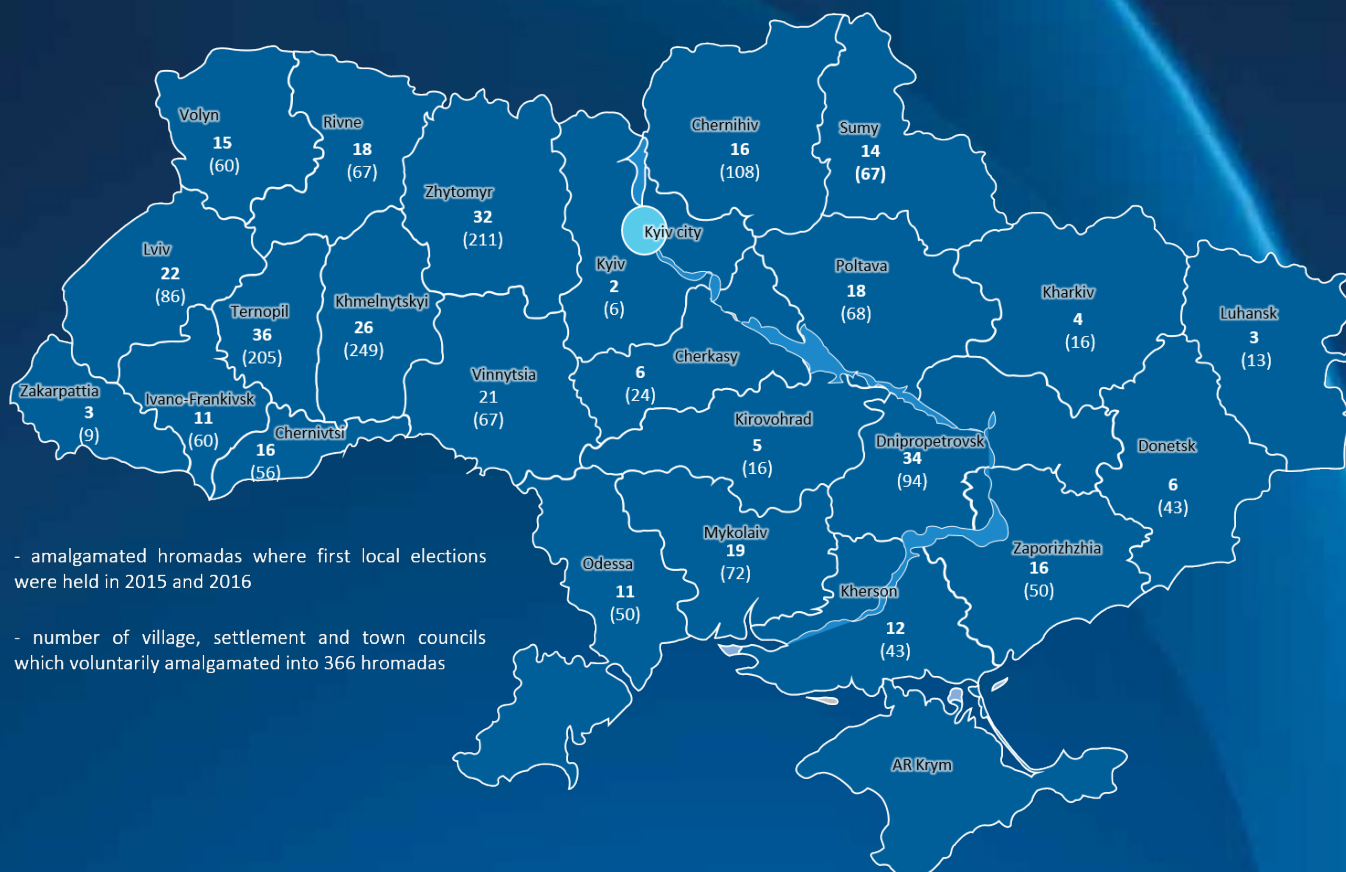 Volyn
15
(60)
Rivne
18
(67)
Zhytomyr
32
(211)
Chernihiv
16
(108)
Sumy
14
(67)
Kyiv city
Kyiv
2
(6)
Lviv
22
(86)
Ternopil
36
(205)
Khmelnytskyi
26
(249)
Poltava
18
(68)
Kharkiv
4
(16)
Luhansk
3
(13)
Zakarpattia
3
(9)
Ivano-Frankivsk
11
(60)
Chernivtsi
16
(56)
Vinnytsia
21
(67)
Cherkasy
6
(24)
Kirovohrad
5
(16)
Dnipropetrovsk
34
(94)
Donetsk
6
(43)
Odessa
11
(50)
Mykolaiv
19
(72)
Kherson
12
(43)
Zaporizhzhia
16
(50)
AR Krym
- amalgamated hromadas where first local elections
were held in 2015 and 2016
- number of village, settlement and town councils
which voluntarily amalgamated into 366 hromadas